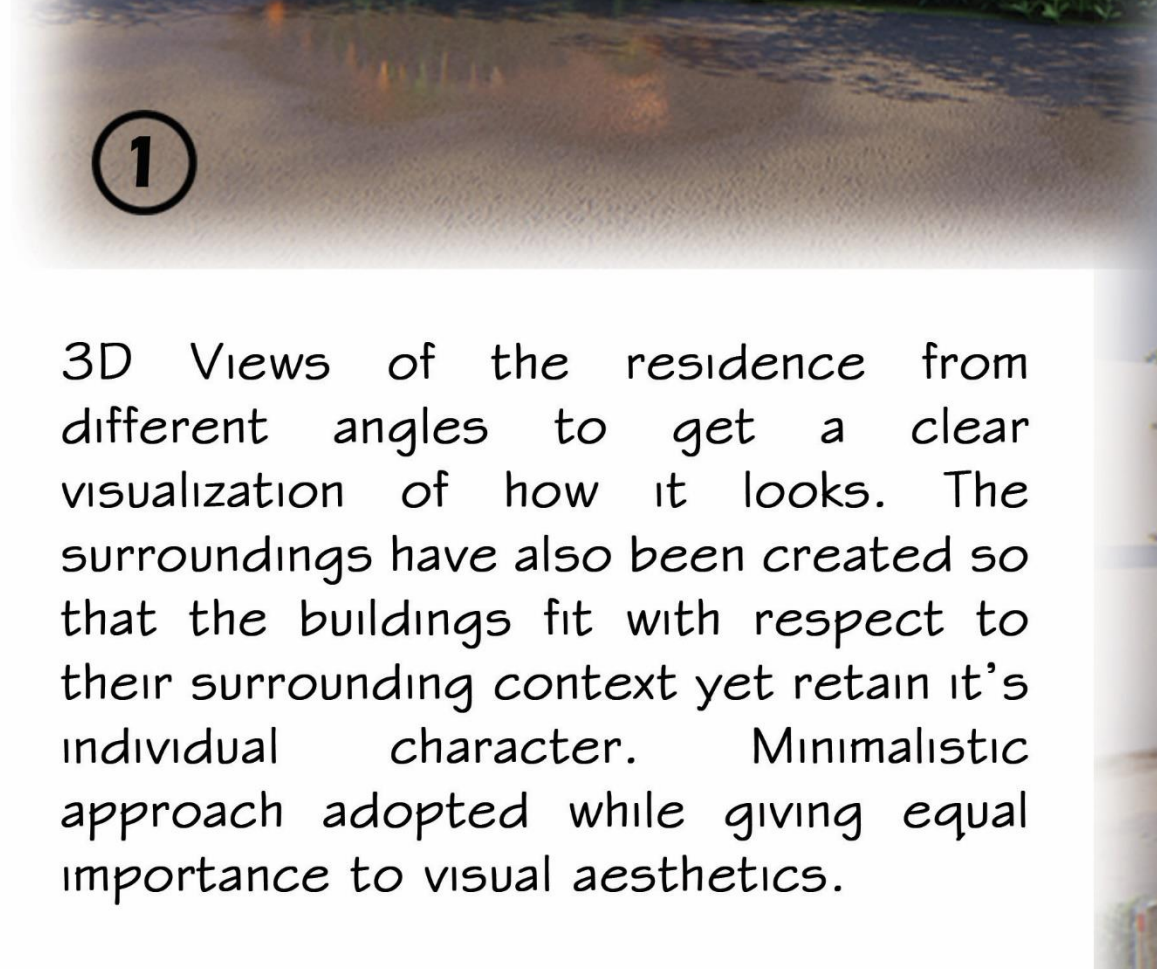 1
3D Views of the residence from
different angles to get a clear
visualization of how it looks. The
surroundings have also been created so
that the buildings fit with respect to
their surrounding context yet retain it's
individual character. Minimalistic
approach adopted while giving equal
importance to visual aesthetics.